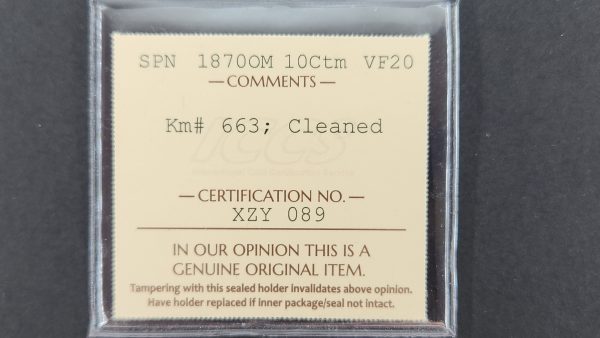 SPN 1870OM 10Ctm VF20
— COMMENTS —
Km# 663; Cleaned
ICCS
— CERTIFICATION NO. —
XZY 089
IN OUR OPINION THIS IS A
GENUINE ORIGINAL ITEM.
Tampering with this sealed holder invalidates above opinion.
Have holder replaced if inner package/seal not intact.